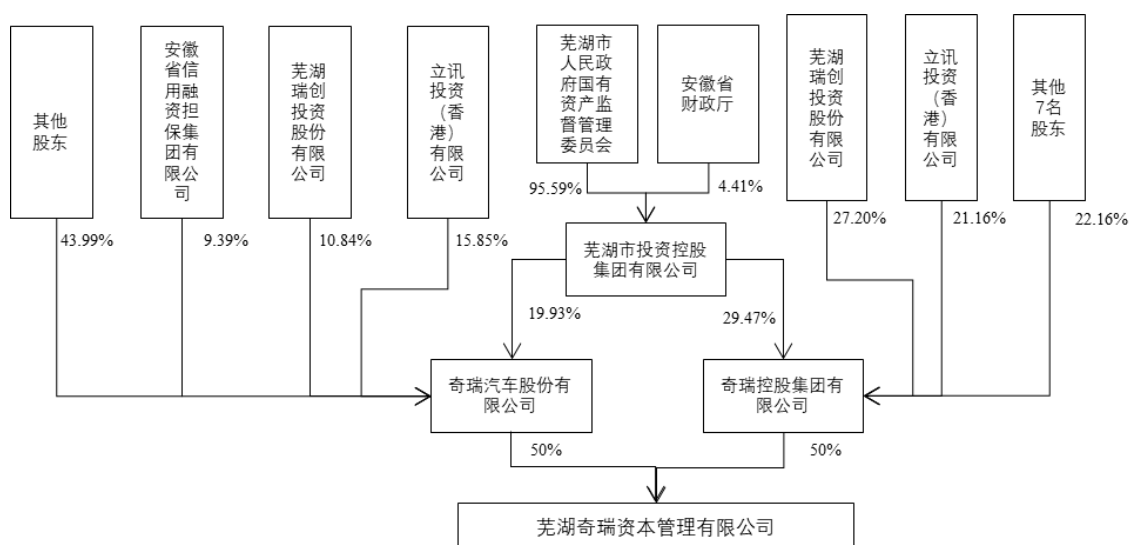 其他
股东
安徽
省信
用融
资担
保集
团有
限公
司
芜湖
瑞创
投资
股份
有限
公司
立讯
投资
（香
港）
有限
公司
芜湖市
人民政
府国有
资产监
督管理
委员会
安徽省
财政厅
芜湖
瑞创
投资
股份
有限
公司
立讯
投资
（香
港）
有限
公司
其他
7名
股东
95.59%
4.41%
43.99%
9.39%
10.84%
15.85%
27.20%
21.16%
22.16%
芜湖市投资控股
集团有限公司
19.93%
29.47%
奇瑞汽车股份有
限公司
奇瑞控股集团有
限公司
50%
50%
芜湖奇瑞资本管理有限公司